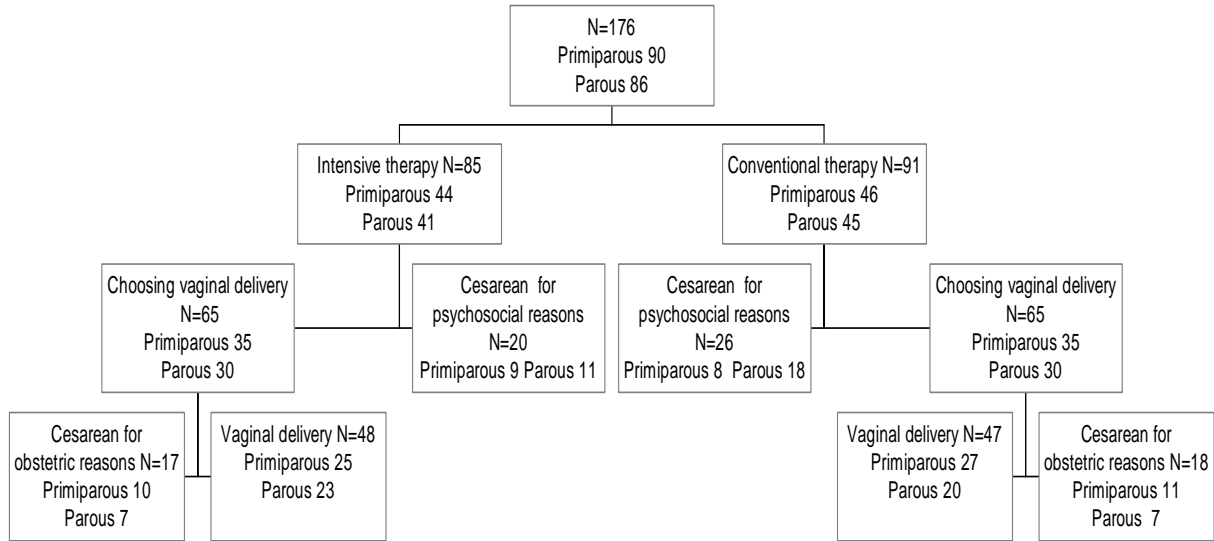 N=176
Primiparous 90
Parous 86
Intensive therapy N=85
Primiparous 44
Parous 41
Conventional therapy N=91
Primiparous 46
Parous 45
Choosing vaginal delivery
N=65
Primiparous 35
Parous 30
Cesarean for
psychosocial reasons
N=20
Primiparous 9 Parous 11
Cesarean for
psychosocial reasons
N=26
Primiparous 8 Parous 18
Choosing vaginal delivery
N=65
Primiparous 35
Parous 30
Cesarean for
obstetric reasons N=17
Primiparous 10
Parous 7
Vaginal delivery N=48
Primiparous 25
Parous 23
Vaginal delivery N=47
Primiparous 27
Parous 20
Cesarean for
obstetric reasons N=18
Primiparous 11
Parous 7